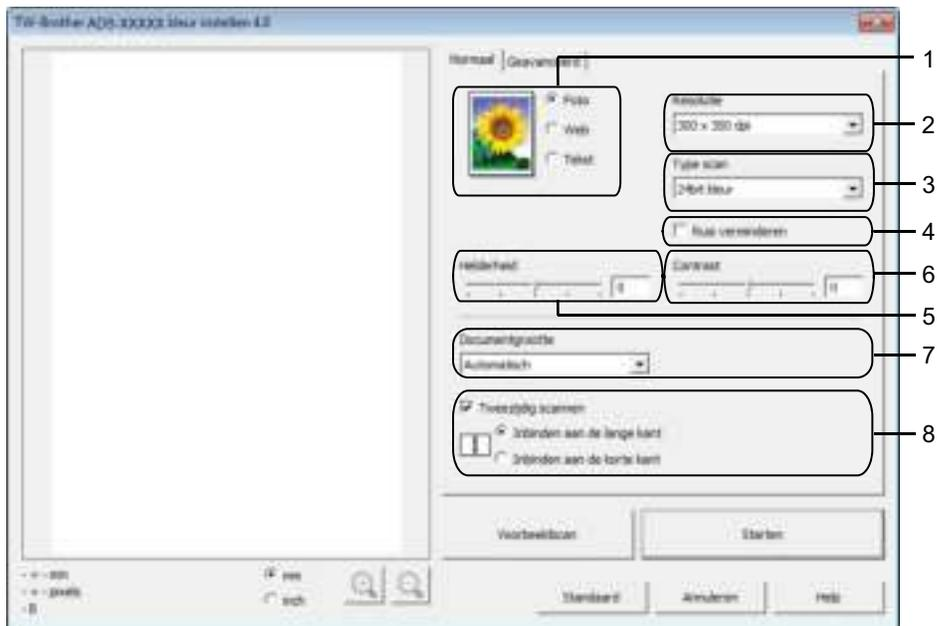 TW-Brother ADS-XXXXX kleur instellen 4.0
Normaal Geavanceerd
1
Foto
Web
Tekst
Resolutie
300 x 300 dpi
2
Type scan
24bit kleur
3
Ruis verminderen
4
Helderheid
0
Contrast
0
6
5
Documentgrootte
Automatisch
7
Tweezijdig scannen
Inbinden aan de lange kant
Inbinden aan de korte kant
8
Voorbeeldscan
Starten
- x - mm
- x - pixels
- B
mm
inch
Standaard
Annuleren
Help